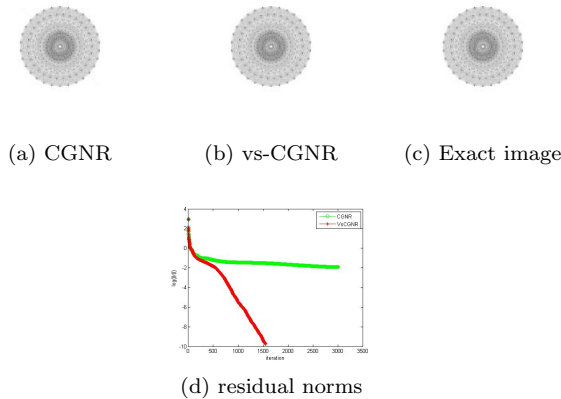 (a) CGNR (b) vs-CGNR (c) Exact image
CGNR
VsCGNR
4
2
0
-2
-4
-6
-8
-10
0 500 1000 1500 2000 2500 3000 3500
iteration
(d) residual norms